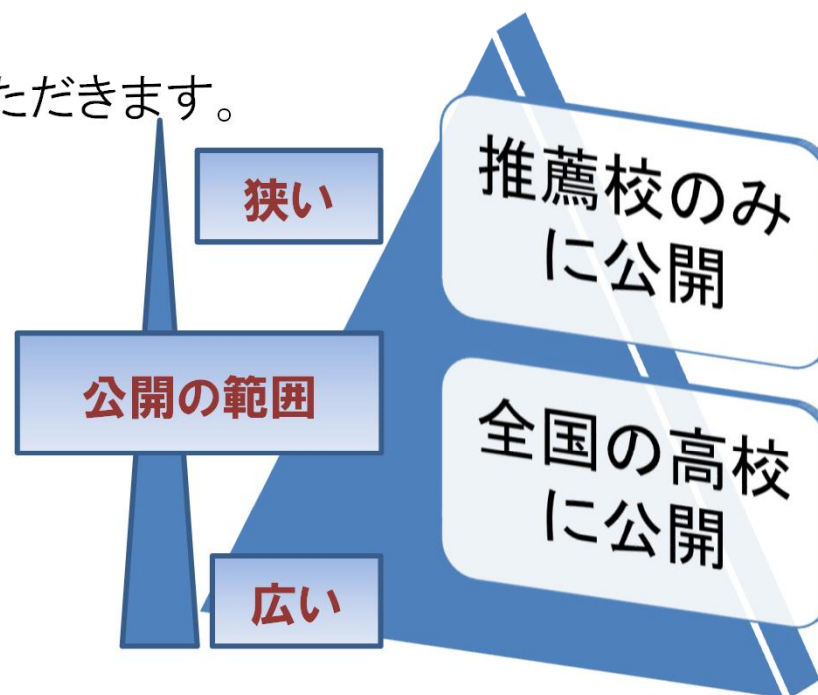 ただきます。
狭い
推薦校のみ
に公開
公開の範囲
全国の高校
に公開
広い